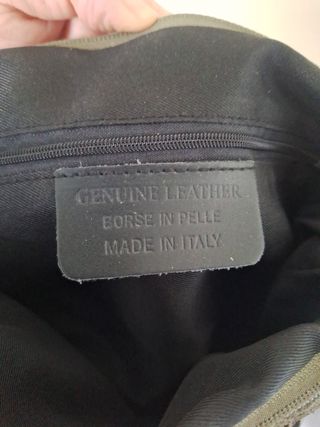 GENUINE LEATHER
BORSE IN PELLE
MADE IN ITALY